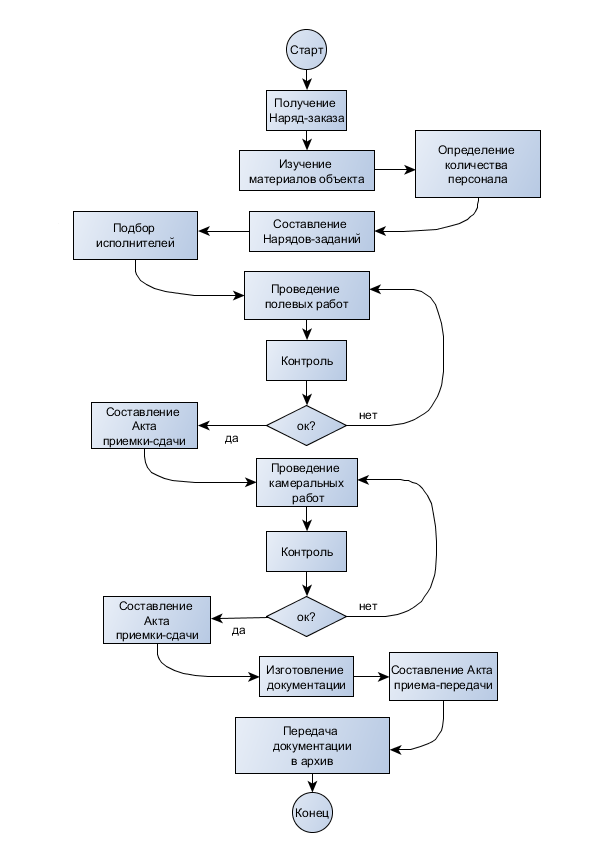 Старт
Получение
Наряд-заказа
Изучение
материалов объекта
Определение
количества
персонала
Составление
Нарядов-заданий
Подбор
исполнителей
Проведение
полевых работ
Контроль
ок?
нет
да
Составление
Акта
приемки-сдачи
Проведение
камеральных
работ
Контроль
ок?
нет
да
Составление
Акта
приемки-сдачи
Изготовление
документации
Составление Акта
приема-передачи
Передача
документации
в архив
Конец